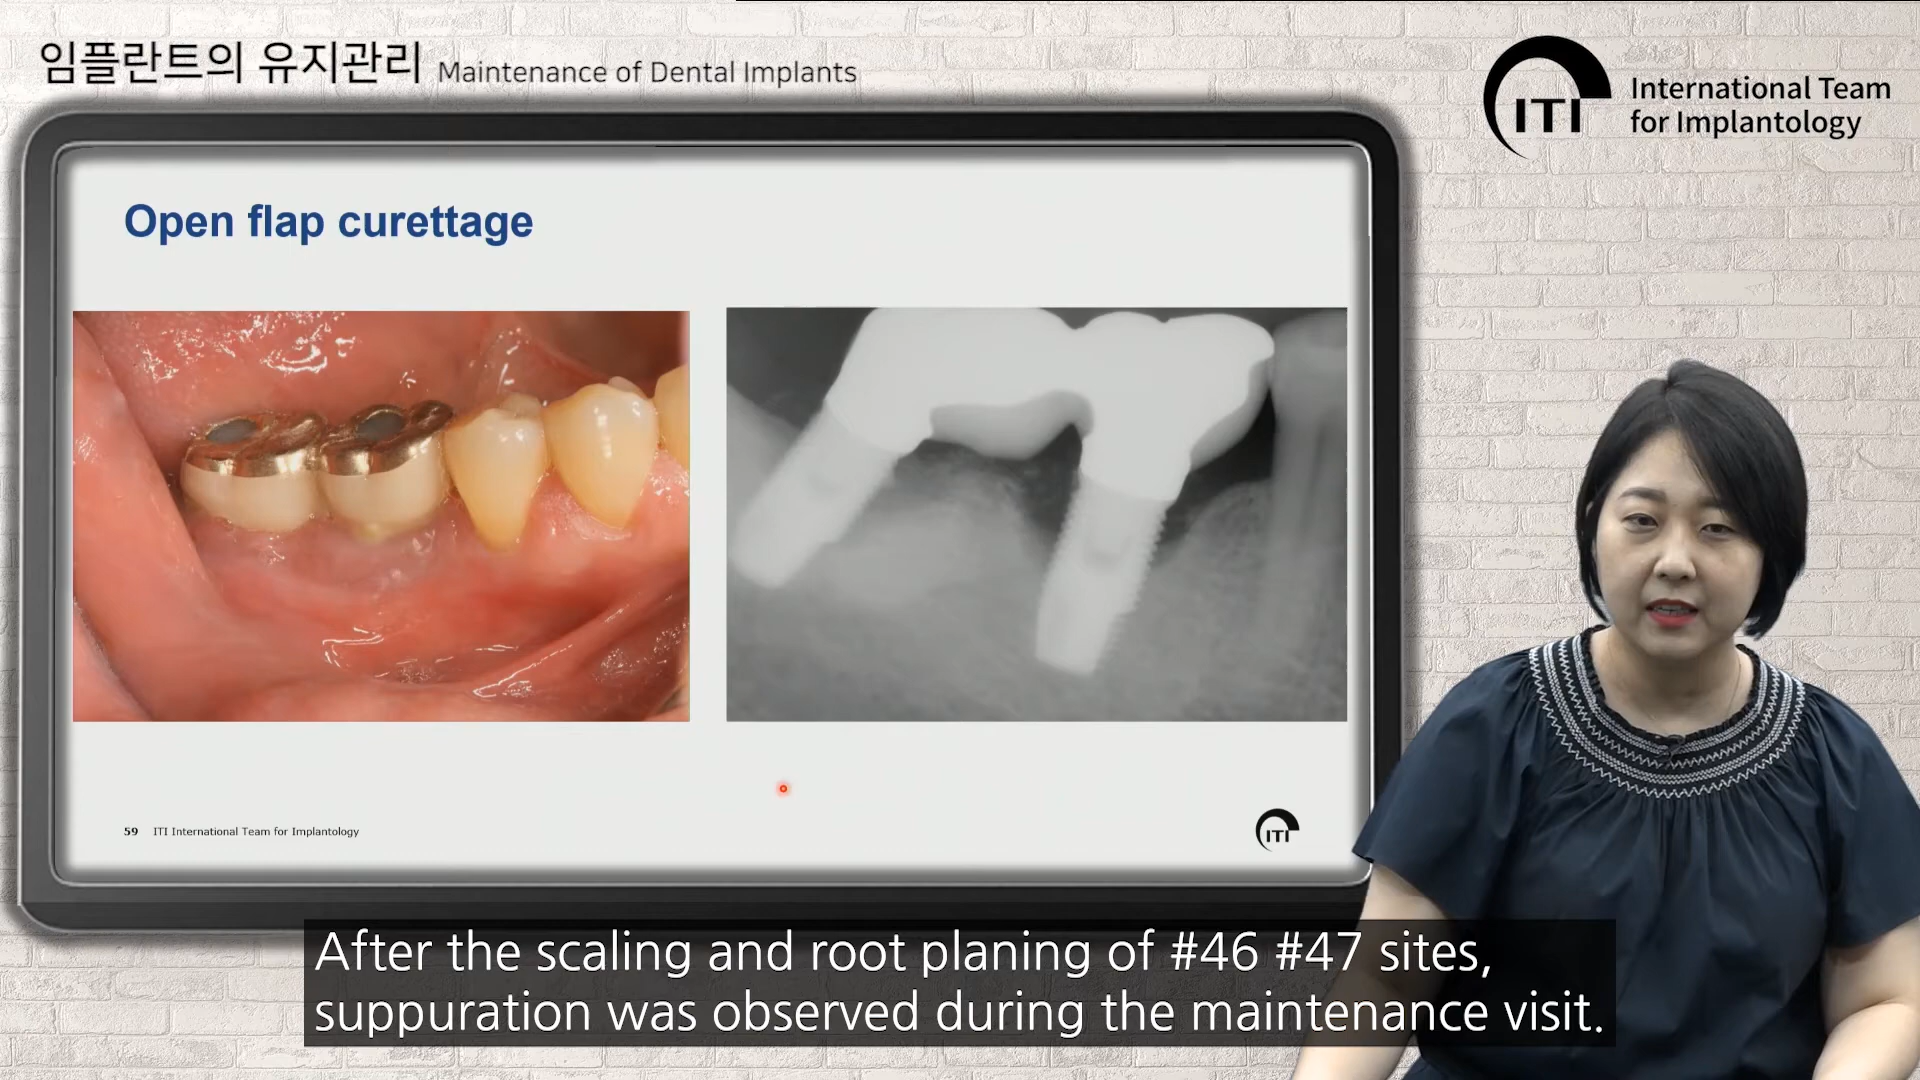 임플란트의 유지관리 Maintenance of Dental Implants
ITI International Team
for Implantology
Open flap curettage
59 ITI International Team for Implantology
ITI
After the scaling and root planing of #46 #47 sites,
suppuration was observed during the maintenance visit.